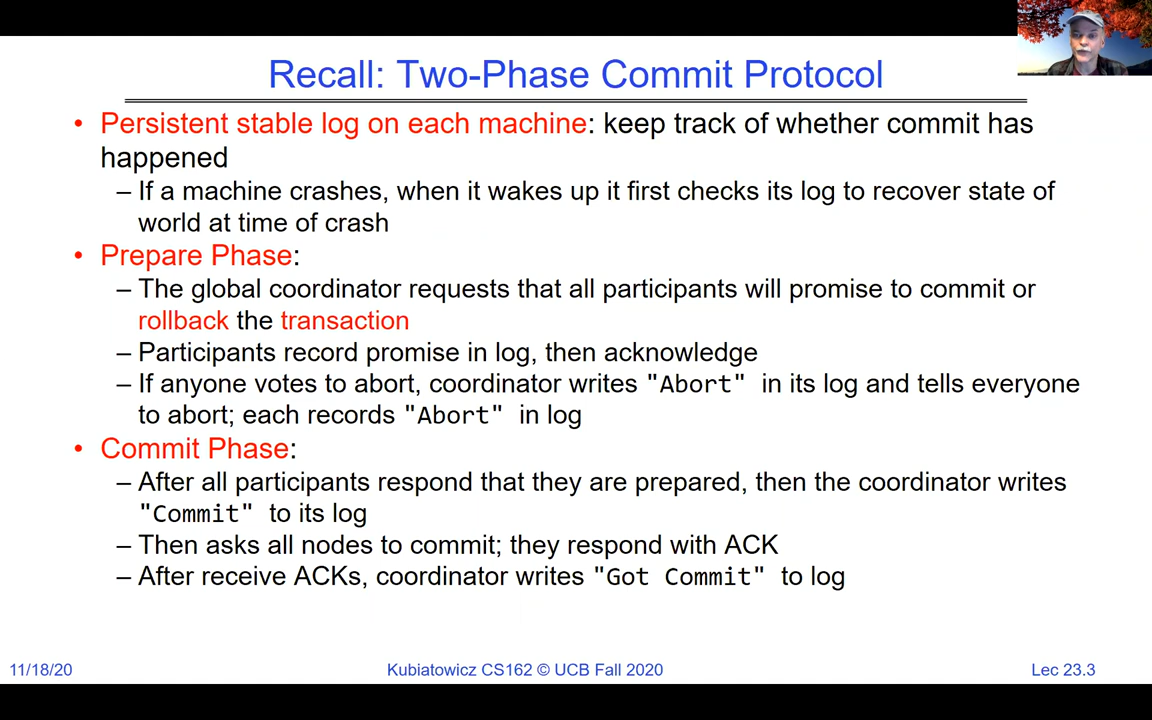 Recall: Two-Phase Commit Protocol
• Persistent stable log on each machine: keep track of whether commit has
happened
– If a machine crashes, when it wakes up it first checks its log to recover state of
world at time of crash
• Prepare Phase:
– The global coordinator requests that all participants will promise to commit or
rollback the transaction
– Participants record promise in log, then acknowledge
– If anyone votes to abort, coordinator writes "Abort" in its log and tells everyone
to abort; each records "Abort" in log
• Commit Phase:
– After all participants respond that they are prepared, then the coordinator writes
"Commit" to its log
– Then asks all nodes to commit; they respond with ACK
– After receive ACKs, coordinator writes "Got Commit" to log
11/18/20
Kubiatowicz CS162 © UCB Fall 2020
Lec 23.3